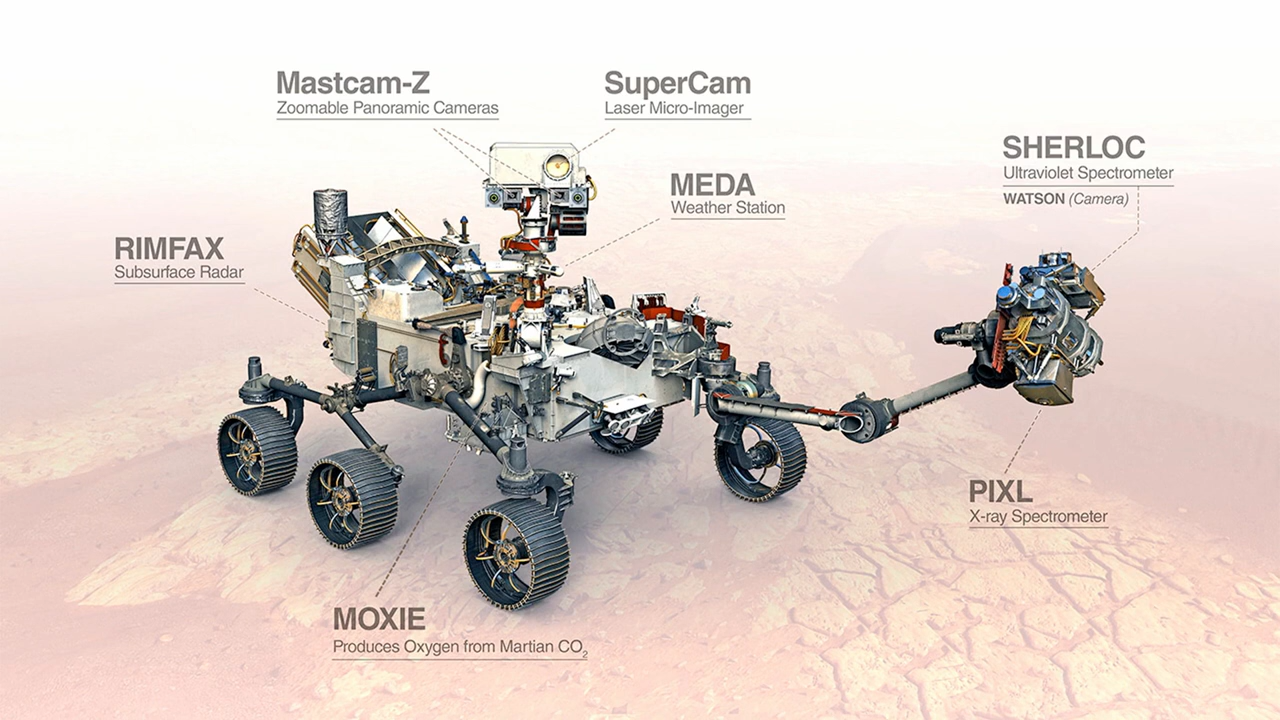 Mastcam-Z
Zoomable Panoramic Cameras
SuperCam
Laser Micro-Imager
SHERLOC
Ultraviolet Spectrometer
WATSON (Camera)
MEDA
Weather Station
RIMFAX
Subsurface Radar
PIXL
X-ray Spectrometer
MOXIE
Produces Oxygen from Martian CO₂